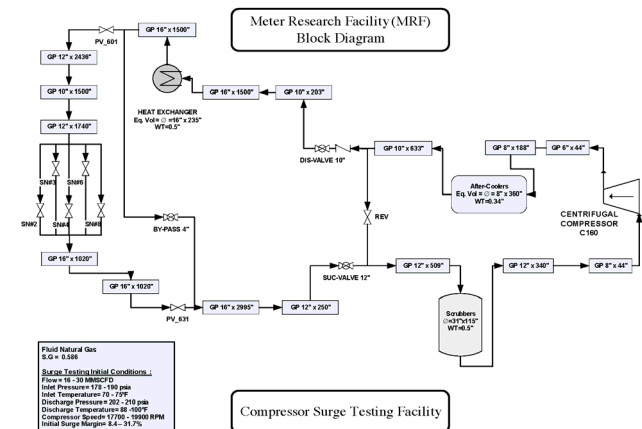 Meter Research Facility (MRF)
Block Diagram
PV_601
GP 16" x 1500"
GP 12" x 2436"
GP 10" x 1500"
GP 12" x 1740"
HEAT EXCHANGER
Eq. Vol= ∅ =16" x 235"
WT=0.5"
GP 16" x 1500"
GP 10" x 203"
DIS-VALVE 10"
GP 10" x 633"
GP 8" x 188"
GP 6" x 44"
After-Coolers
Eq. Vol = ∅ = 8" x 360"
WT=0.34"
CENTRIFUGAL
COMPRESSOR
C160
SN#3
SN#6
SN#2
SN#4
SN#8
BY-PASS 4"
REV
GP 16" x 1020"
GP 16" x 1020"
PV_631
GP 16" x 2995"
GP 12" x 250"
SUC-VALVE 12"
GP 12" x 509"
GP 12" x 340"
GP 8" x 44"
Scrubbers
∅=31"x115"
WT=0.5"
Fluid Natural Gas
S.G = 0.586
Surge Testing Initial Conditions :
Flow = 16 - 30 MMSCFD
Inlet Pressure= 178 - 190 psia
Inlet Temperature= 70 - 75ºF
Discharge Pressure= 202 - 210 psia
Discharge Temperature= 88 -100ºF
Compressor Speed= 17700 - 19900 RPM
Initial Surge Margin= 8.4 – 31.7%
Compressor Surge Testing Facility